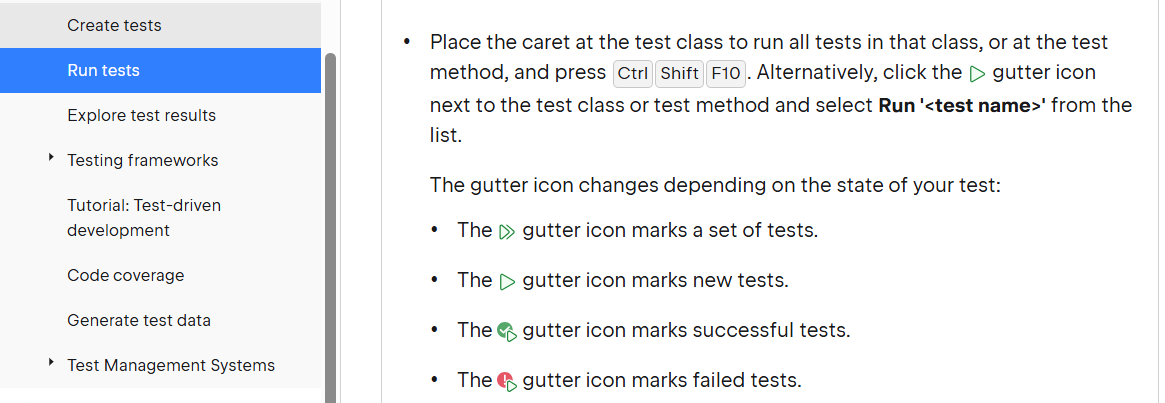 Create tests
Run tests
Explore test results
Testing frameworks
Tutorial: Test-driven
development
Code coverage
Generate test data
Test Management Systems
• Place the caret at the test class to run all tests in that class, or at the test
method, and press Ctrl Shift F10. Alternatively, click the gutter icon
next to the test class or test method and select Run '<test name>' from the
list.
The gutter icon changes depending on the state of your test:
• The gutter icon marks a set of tests.
• The gutter icon marks new tests.
• The gutter icon marks successful tests.
• The gutter icon marks failed tests.